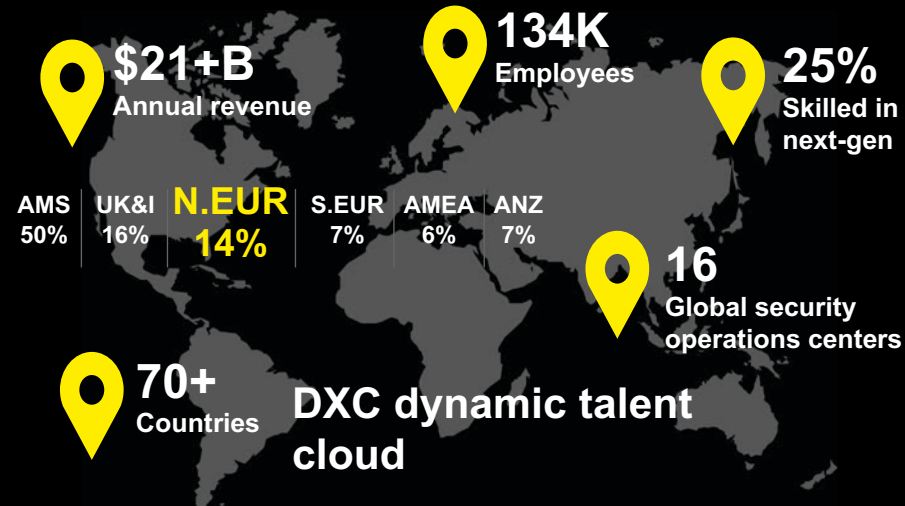 $21+B
Annual revenue
134K
Employees
25%
Skilled in
next-gen
AMS
50%
UK&I
16%
N.EUR
14%
S.EUR
7%
AMEA
6%
ANZ
7%
16
Global security
operations centers
70+
Countries
DXC dynamic talent
cloud